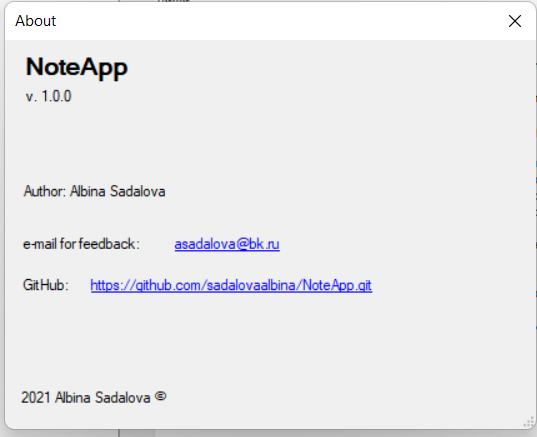 About
NoteApp
v. 1.0.0
Author: Albina Sadalova
e-mail for feedback: asadalova@bk.ru
GitHub: https://github.com/sadalovaalbina/NoteApp.git
2021 Albina Sadalova ©